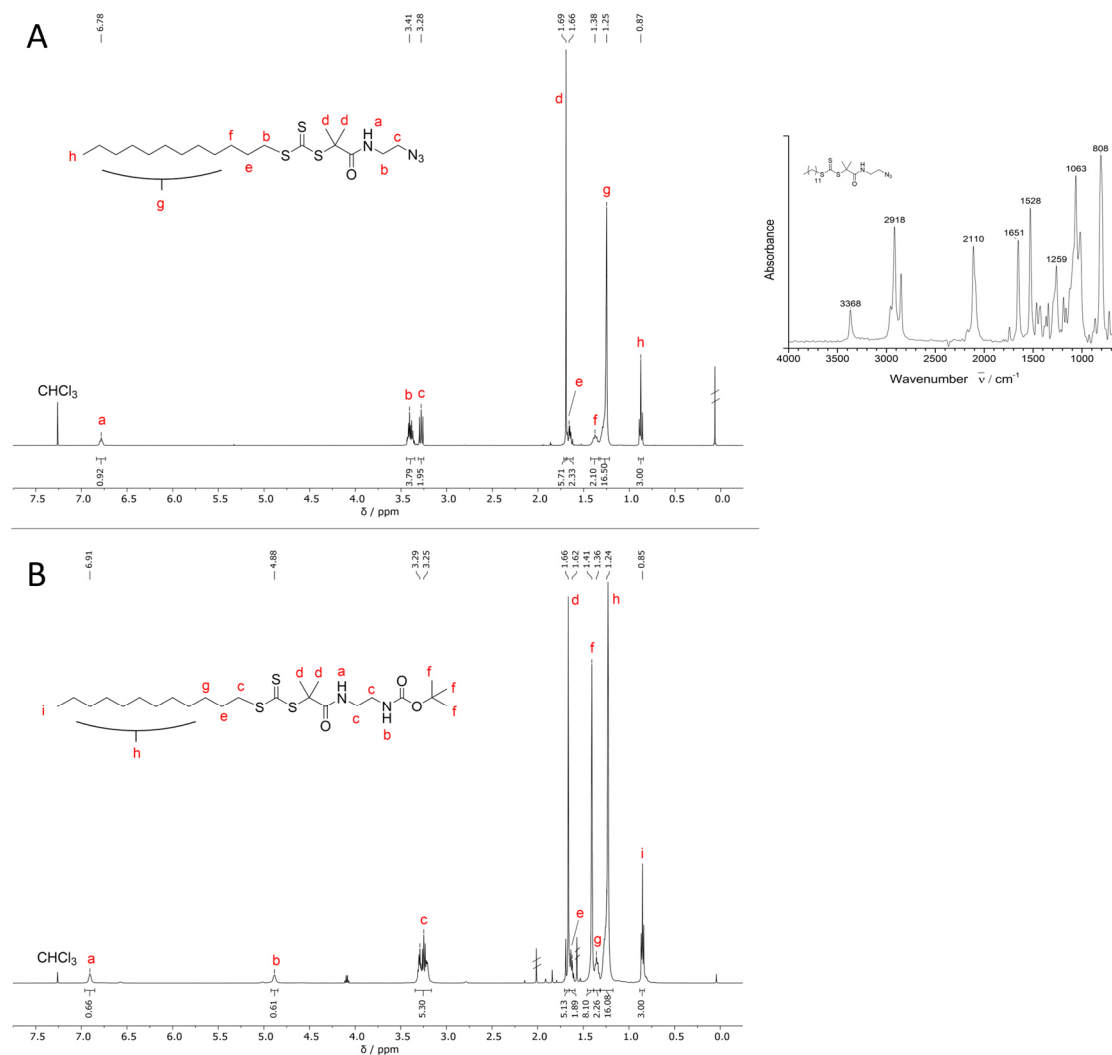 A
6.78 3.41 3.28 1.69 1.66 1.38 1.25 0.87
d
d d a
S H
f b N c
h S S N3
e O b
g
g
h
e
b c
f
CHCl3
a
0.92 3.79 1.95 5.71 2.33 2.10 16.50 3.00
7.5 7.0 6.5 6.0 5.5 5.0 4.5 4.0 3.5 3.0 2.5 2.0 1.5 1.0 0.5 0.0
δ / ppm
Absorbance
S H
11 S S N N3
O
808
1063
1528
2918
1651
2110
1259
3368
4000 3000 2000 1000
Wavenumber ν̅ / cm-1
B
6.91 4.88 3.29 3.25 1.66 1.62 1.41 1.36 1.24 0.85
d h
f
d d a
S H O f
g c N c f
i S S N O f
e O c H
h b
i
e
c
g
CHCl3
a b
0.66 0.61 5.30 5.13 1.89 8.10 2.26 16.08 3.00
7.5 7.0 6.5 6.0 5.5 5.0 4.5 4.0 3.5 3.0 2.5 2.0 1.5 1.0 0.5 0.0
δ / ppm